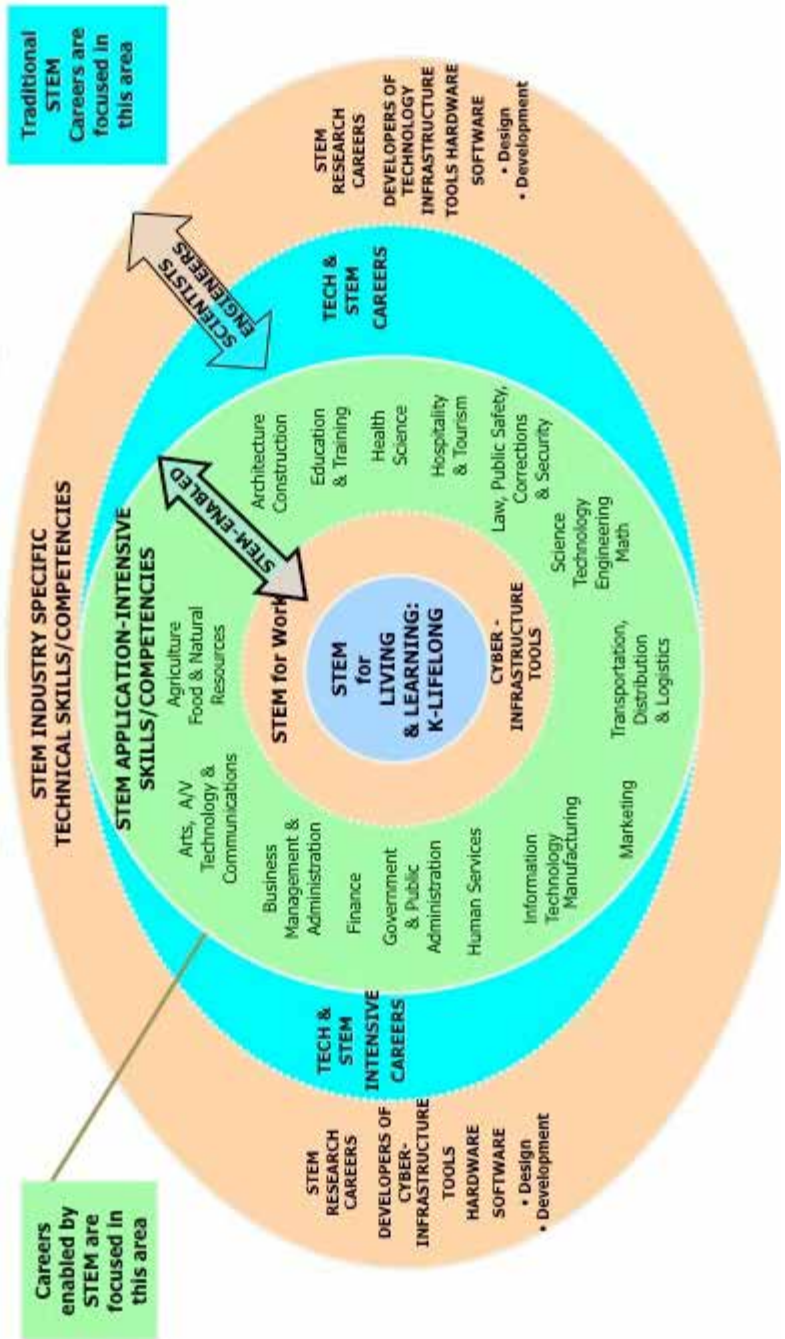 Careers
enabled by
STEM are
focused in
this area
Traditional
STEM
Careers are
focused in
this area
STEM INDUSTRY SPECIFIC
TECHNICAL SKILLS/COMPETENCIES
STEM APPLICATION-INTENSIVE
SKILLS/COMPETENCIES
SCIENTISTS
ENGIENEERS
STEM-ENABLED
Arts, A/V
Technology &
Communications
Agriculture
Food & Natural
Resources
Architecture
Construction
Business
Management &
Administration
Education
& Training
Finance
Health
Science
Government
& Public
Administration
Hospitality
& Tourism
Human Services
Law, Public Safety,
Corrections
& Security
Information
Technology
Manufacturing
Science
Technology
Engineering
Math
Marketing
Transportation,
Distribution
& Logistics
STEM for Work
STEM
for
LIVING
& LEARNING:
K-LIFELONG
CYBER -
INFRASTRUCTURE
TOOLS
TECH &
STEM
INTENSIVE
CAREERS
TECH &
STEM
CAREERS
STEM
RESEARCH
CAREERS
DEVELOPERS OF
CYBER-
INFRASTRUCTURE
TOOLS
HARDWARE
SOFTWARE
• Design
• Development
STEM
RESEARCH
CAREERS
DEVELOPERS OF
TECHNOLOGY
INFRASTRUCTURE
TOOLS HARDWARE
SOFTWARE
• Design
• Development